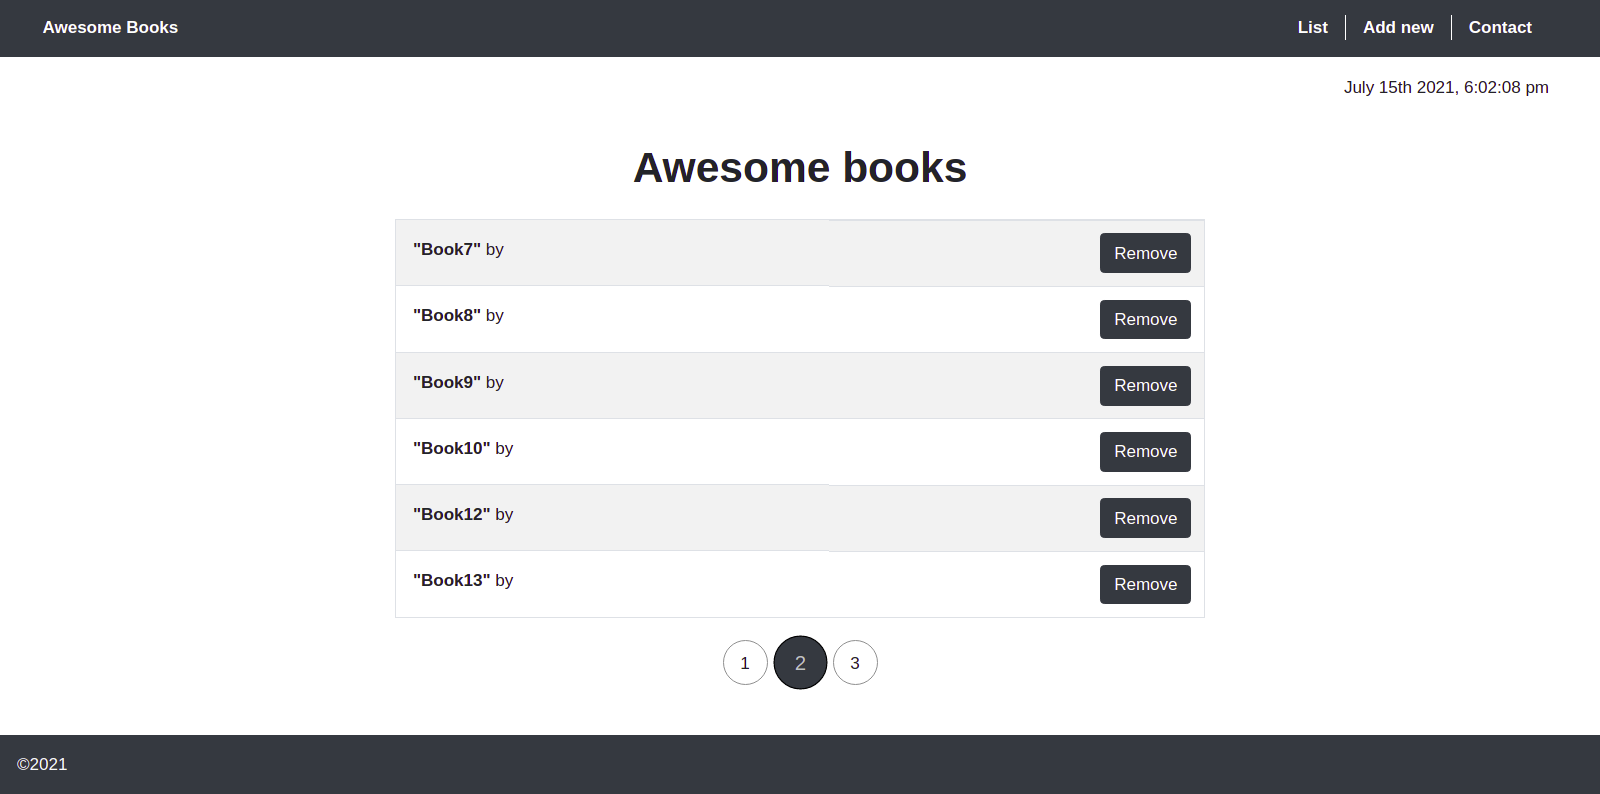 Awesome Books List Add new Contact
July 15th 2021, 6:02:08 pm
Awesome books
"Book7" by Remove
"Book8" by Remove
"Book9" by Remove
"Book10" by Remove
"Book12" by Remove
"Book13" by Remove
1 2 3
©2021